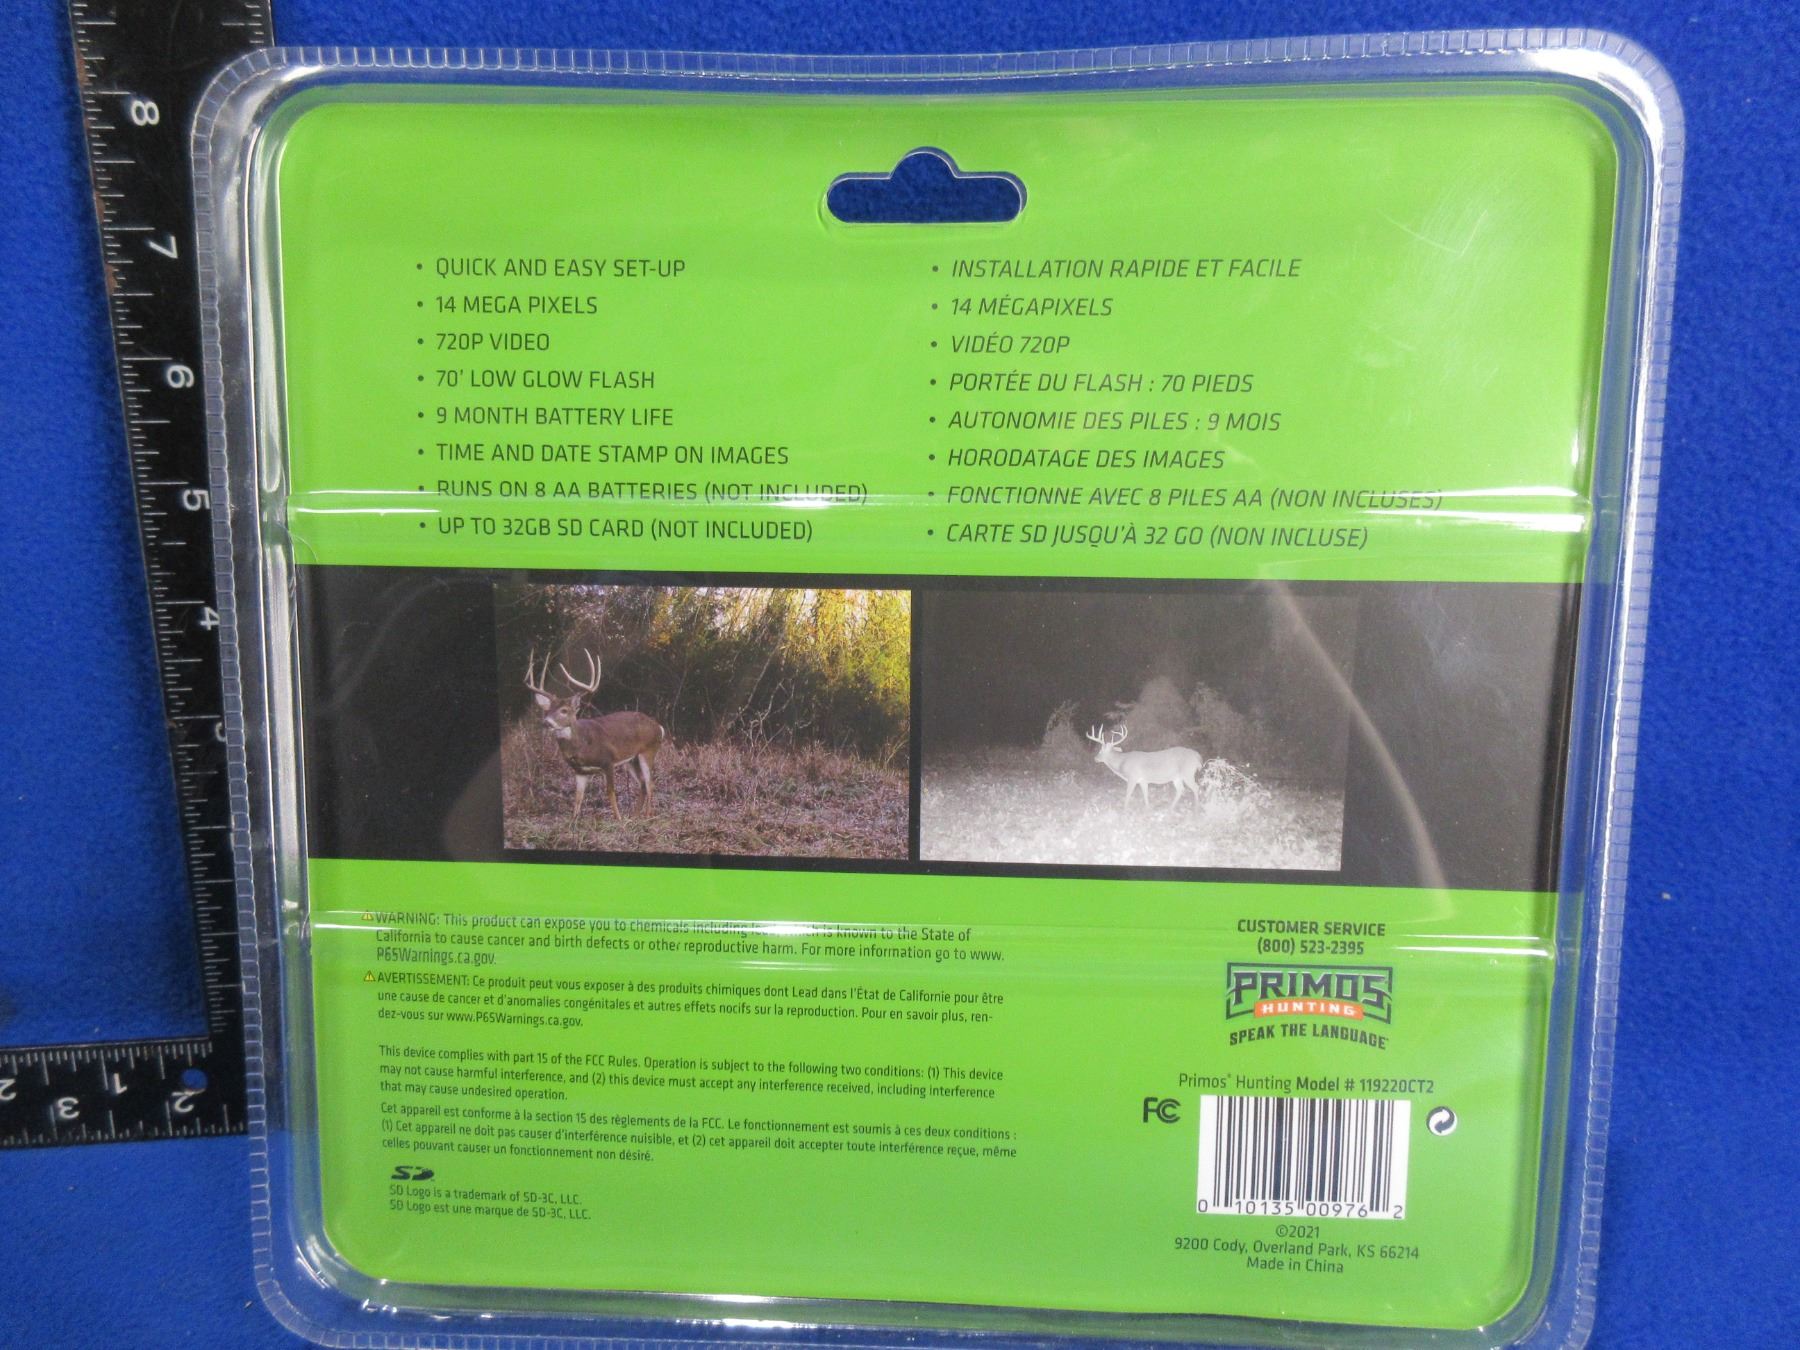 8
7
6
5
4
3
2
1
2
3
• QUICK AND EASY SET-UP
• 14 MEGA PIXELS
• 720P VIDEO
• 70' LOW GLOW FLASH
• 9 MONTH BATTERY LIFE
• TIME AND DATE STAMP ON IMAGES
• RUNS ON 8 AA BATTERIES (NOT INCLUDED)
• UP TO 32GB SD CARD (NOT INCLUDED)
• INSTALLATION RAPIDE ET FACILE
• 14 MÉGAPIXELS
• VIDÉO 720P
• PORTÉE DU FLASH : 70 PIEDS
• AUTONOMIE DES PILES : 9 MOIS
• HORODATAGE DES IMAGES
• FONCTIONNE AVEC 8 PILES AA (NON INCLUSES)
• CARTE SD JUSQU'À 32 GO (NON INCLUSE)
⚠WARNING: This product can expose you to chemicals including is known to the State of
California to cause cancer and birth defects or other reproductive harm. For more information go to www.
P65Warnings.ca.gov.
⚠AVERTISSEMENT: Ce produit peut vous exposer à des produits chimiques dont Lead dans l'État de Californie pour être
une cause de cancer et d'anomalies congénitales et autres effets nocifs sur la reproduction. Pour en savoir plus, ren-
dez-vous sur www.P65Warnings.ca.gov.
This device complies with part 15 of the FCC Rules. Operation is subject to the following two conditions: (1) This device
may not cause harmful interference, and (2) this device must accept any interference received, including interference
that may cause undesired operation.
Cet appareil est conforme à la section 15 des règlements de la FCC. Le fonctionnement est soumis à ces deux conditions :
(1) Cet appareil ne doit pas causer d'interférence nuisible, et (2) cet appareil doit accepter toute interférence reçue, même
celles pouvant causer un fonctionnement non désiré.
SD
SD Logo is a trademark of SD-3C, LLC.
SD Logo est une marque de SD-3C, LLC.
CUSTOMER SERVICE
(800) 523-2395
PRIMOS
HUNTING
SPEAK THE LANGUAGE
Primos® Hunting Model # 119220CT2
FC
0 10135 00976 2
©2021
9200 Cody, Overland Park, KS 66214
Made in China